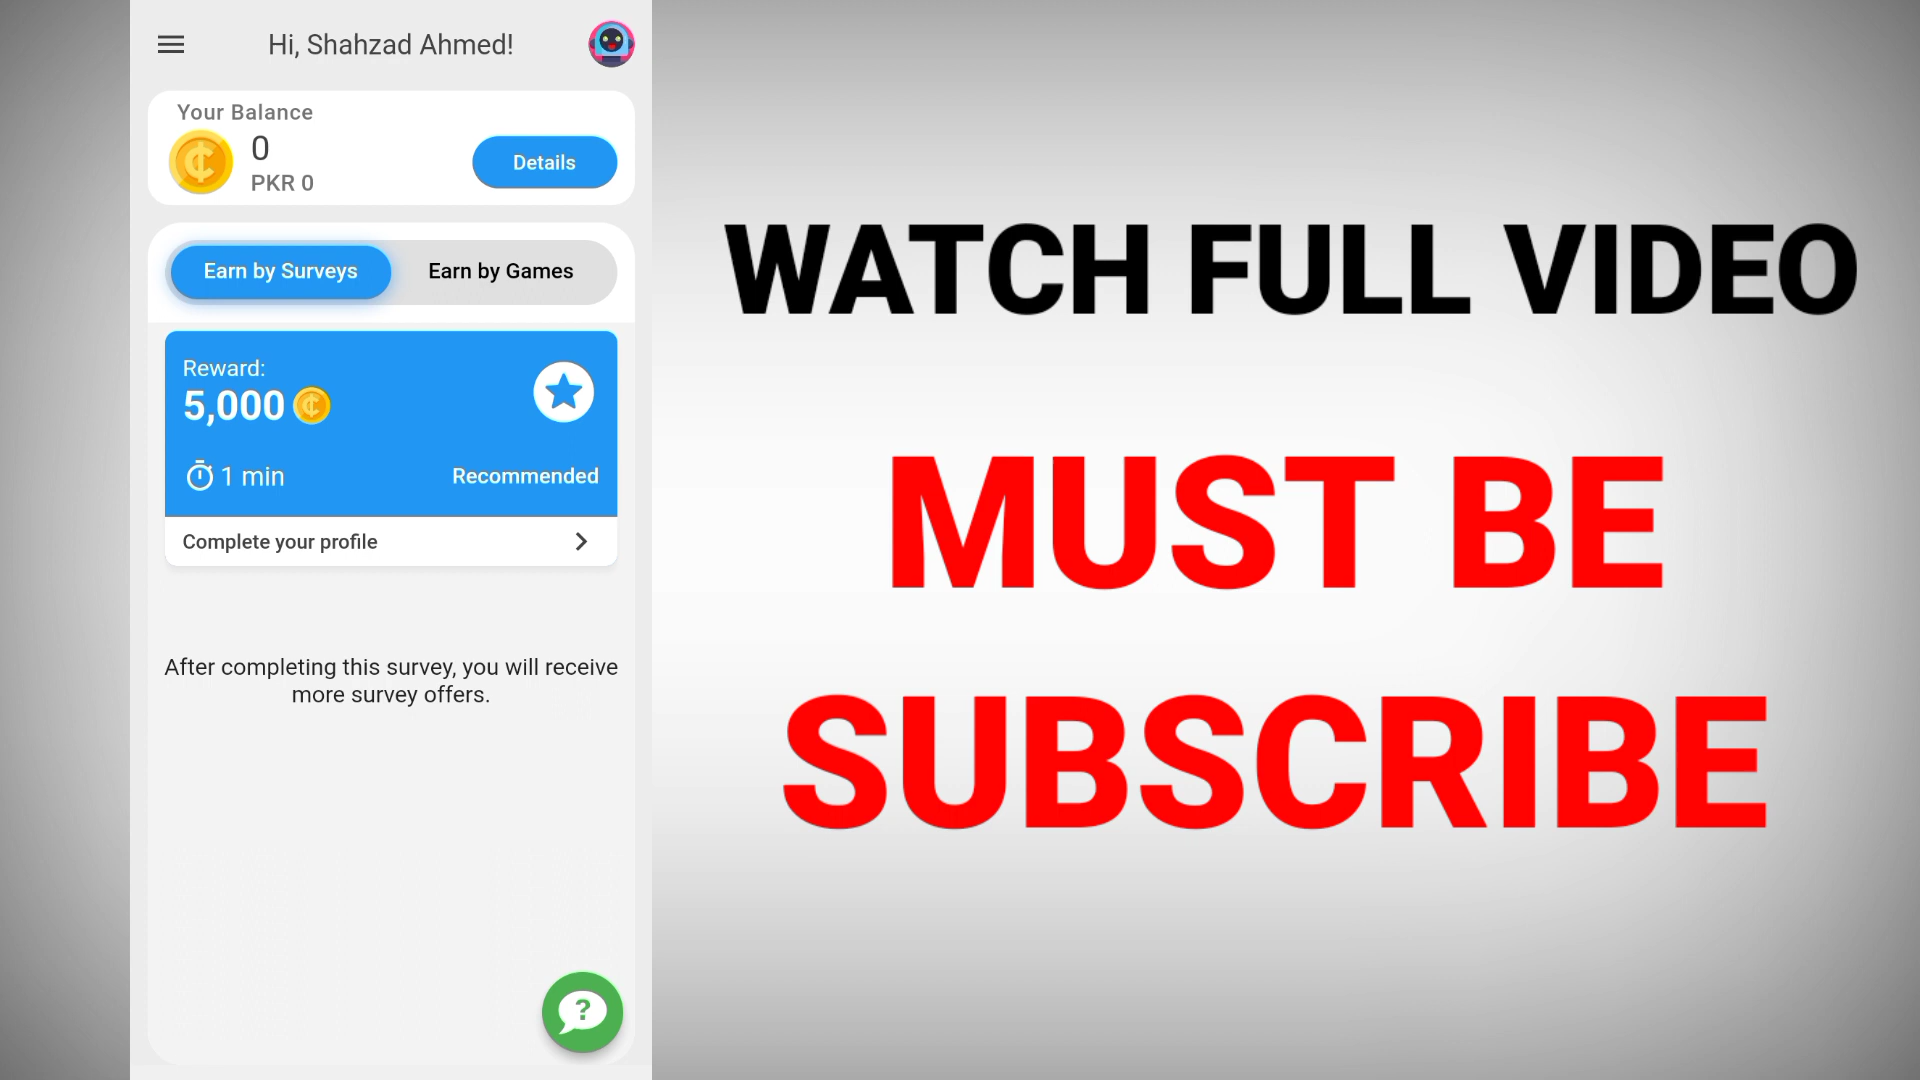 Hi, Shahzad Ahmed!
Your Balance
0
PKR 0
Details
Earn by Surveys
Earn by Games
Reward:
5,000
1 min
Recommended
Complete your profile
After completing this survey, you will receive
more survey offers.
?
WATCH FULL VIDEO
MUST BE
SUBSCRIBE